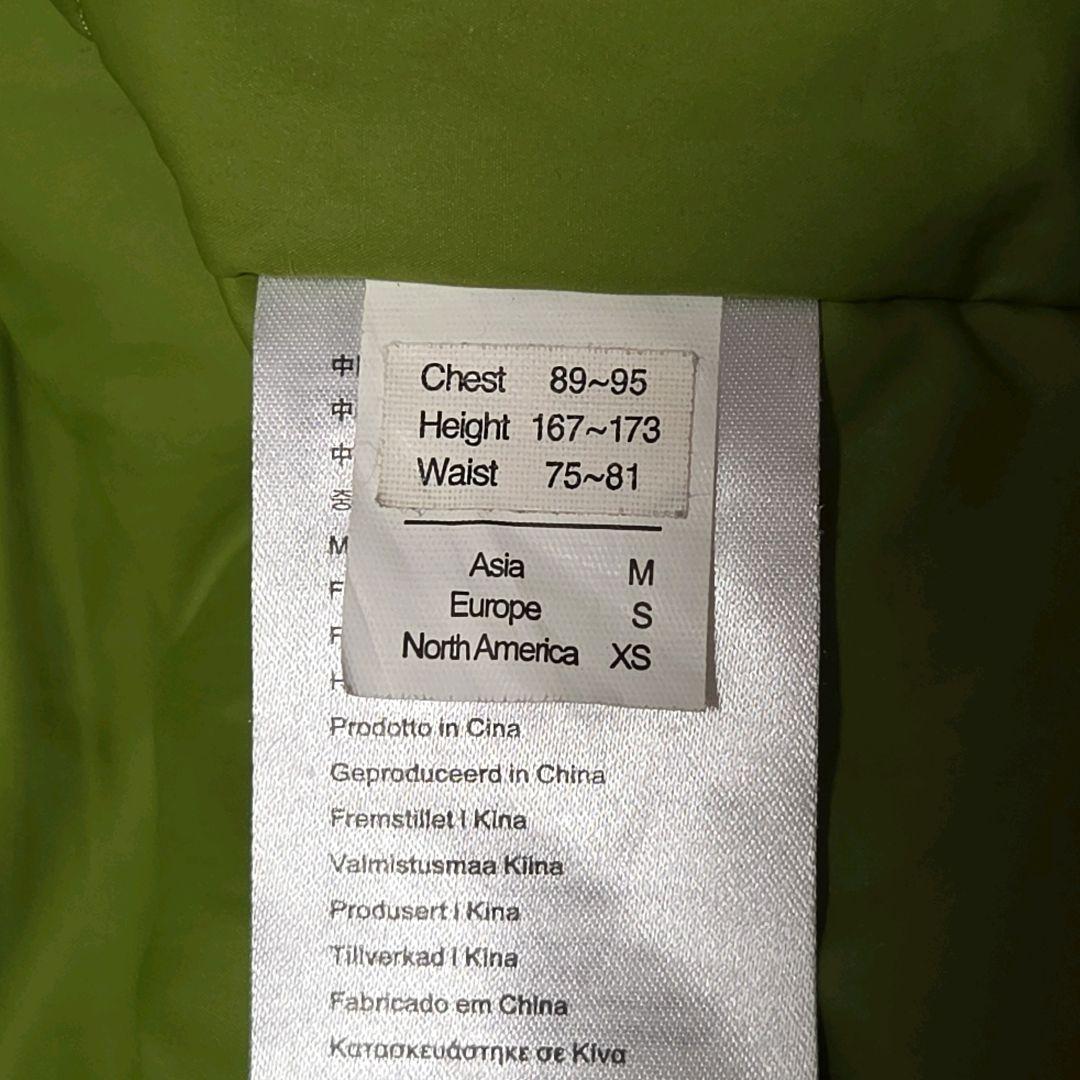 Chest 89~95
Height 167~173
Waist 75~81
Asia M
Europe S
North America XS
中
中
中
중
M
F
F
H
Prodotto in Cina
Geproduceerd in China
Fremstillet i Kina
Valmistusmaa Kiina
Produsert i Kina
Tillverkad i Kina
Fabricado em China
Κατασκευάστηκε σε Κίνα